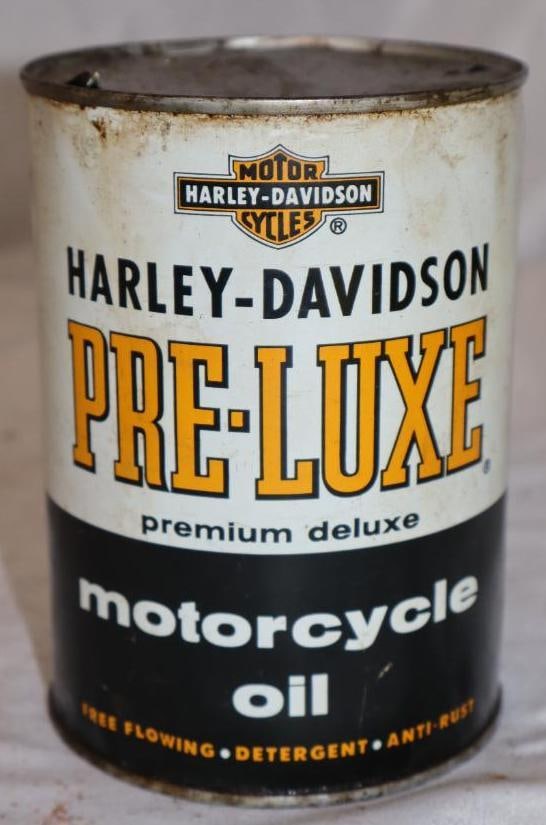 MOTOR
HARLEY-DAVIDSON
CYCLES ®
HARLEY-DAVIDSON
PRE·LUXE ®
premium deluxe
motorcycle
oil
FREE FLOWING • DETERGENT • ANTI-RUST